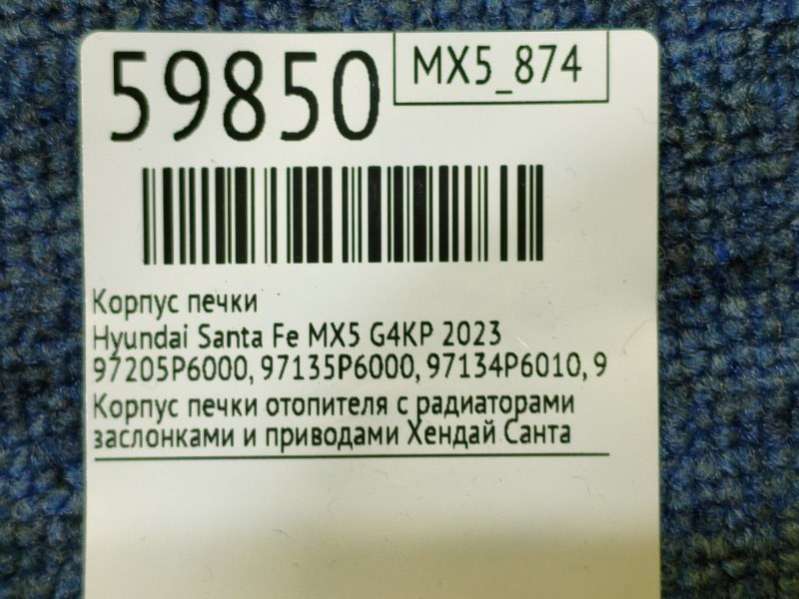 59850
MX5_874
Корпус печки
Hyundai Santa Fe MX5 G4KP 2023
97205P6000, 97135P6000, 97134P6010, 9
Корпус печки отопителя с радиаторами
заслонками и приводами Хендай Санта